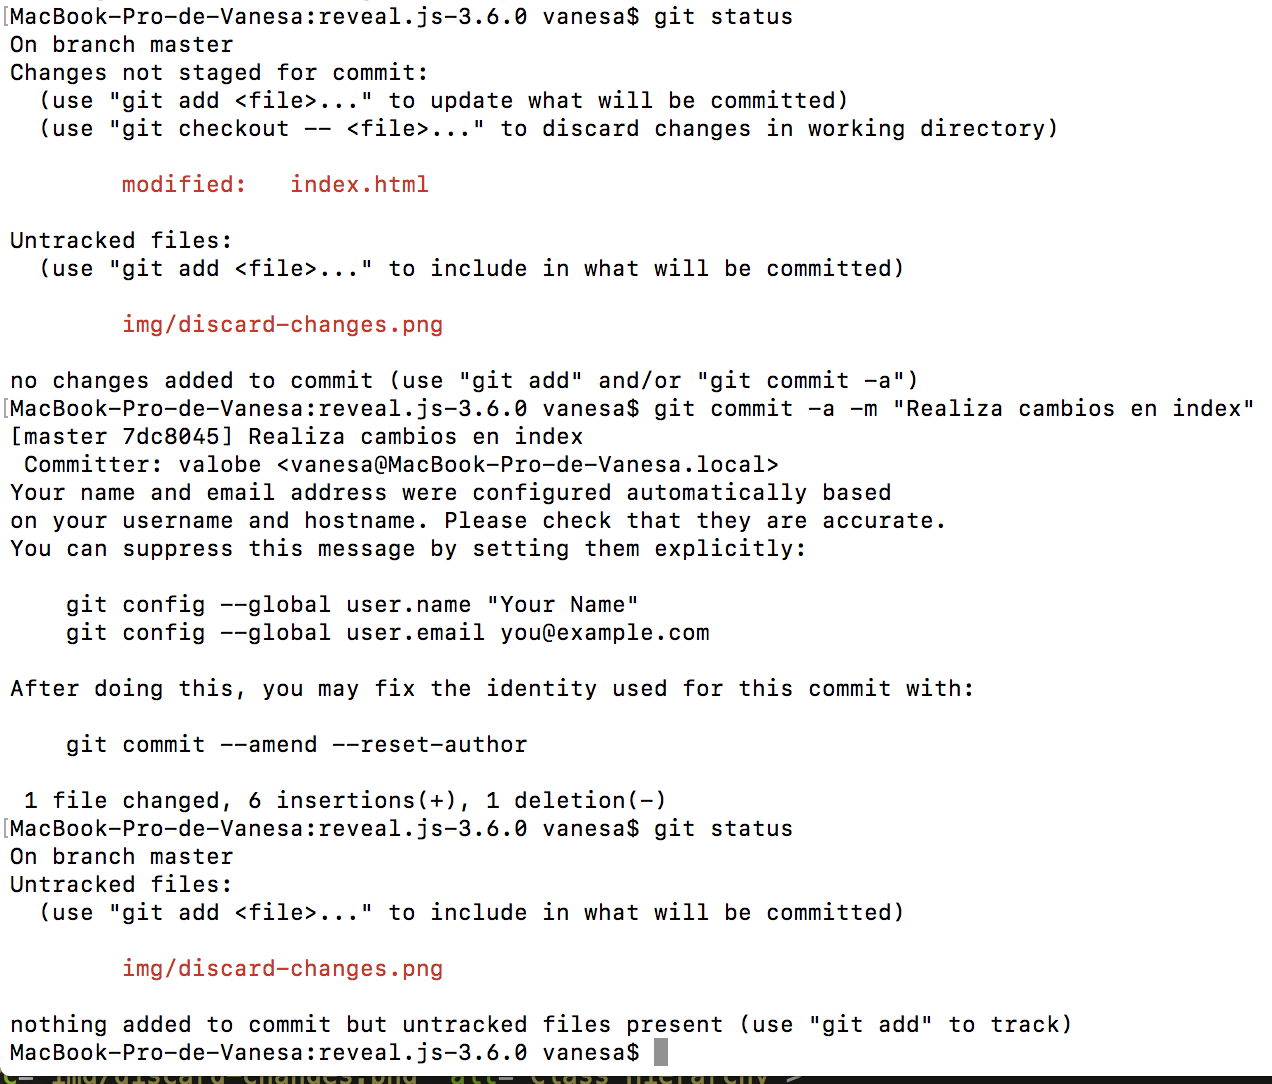 MacBook-Pro-de-Vanesa:reveal.js-3.6.0 vanesa$ git status
On branch master
Changes not staged for commit:
  (use "git add <file>..." to update what will be committed)
  (use "git checkout -- <file>..." to discard changes in working directory)
        modified:   index.html
Untracked files:
  (use "git add <file>..." to include in what will be committed)
        img/discard-changes.png
no changes added to commit (use "git add" and/or "git commit -a")
MacBook-Pro-de-Vanesa:reveal.js-3.6.0 vanesa$ git commit -a -m "Realiza cambios en index"
[master 7dc8045] Realiza cambios en index
 Committer: valobe <vanesa@MacBook-Pro-de-Vanesa.local>
Your name and email address were configured automatically based
on your username and hostname. Please check that they are accurate.
You can suppress this message by setting them explicitly:
    git config --global user.name "Your Name"
    git config --global user.email you@example.com
After doing this, you may fix the identity used for this commit with:
    git commit --amend --reset-author
 1 file changed, 6 insertions(+), 1 deletion(-)
MacBook-Pro-de-Vanesa:reveal.js-3.6.0 vanesa$ git status
On branch master
Untracked files:
  (use "git add <file>..." to include in what will be committed)
        img/discard-changes.png
nothing added to commit but untracked files present (use "git add" to track)
MacBook-Pro-de-Vanesa:reveal.js-3.6.0 vanesa$